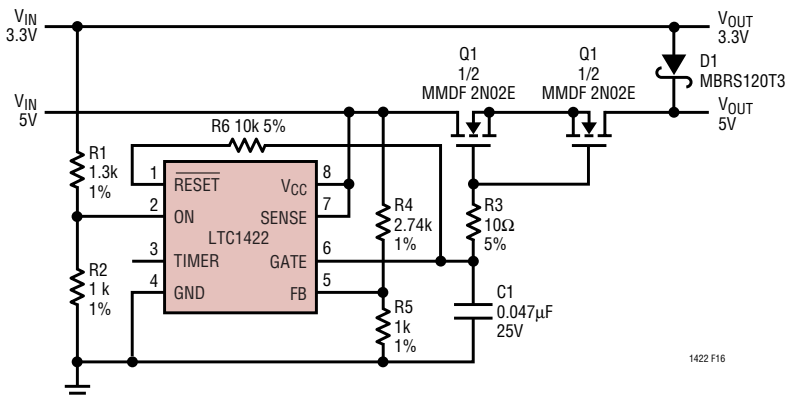 VIN
3.3V
VOUT
3.3V
Q1
1/2
MMDF 2N02E
Q1
1/2
MMDF 2N02E
D1
MBRS120T3
VIN
5V
VOUT
5V
R6 10k 5%
R1
1.3k
1%
1
RESET
VCC
8
2
ON
SENSE
7
R4
2.74k
1%
R3
10Ω
5%
LTC1422
3
TIMER
GATE
6
R2
1 k
1%
4
GND
FB
5
R5
1k
1%
C1
0.047µF
25V
1422 F16